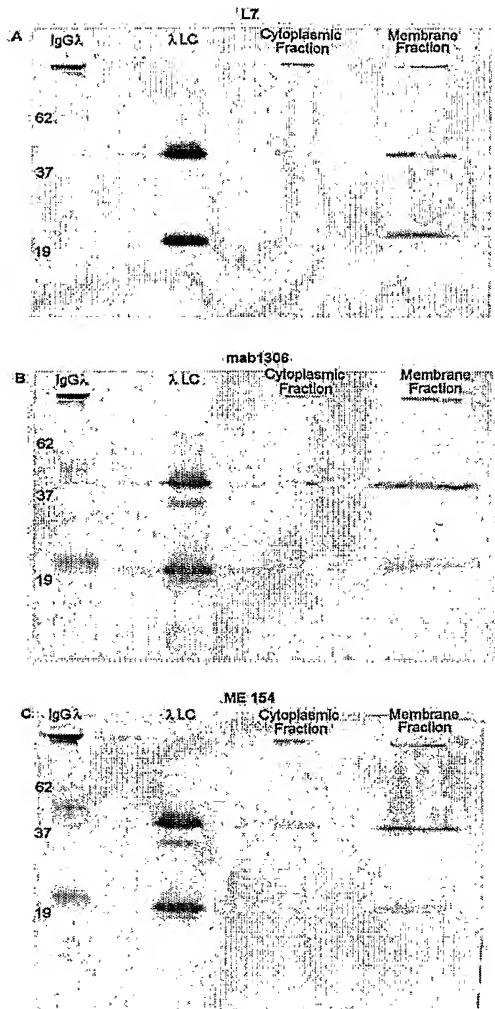 L7
A IgGλ λ LC Cytoplasmic Fraction Membrane Fraction
62
37
19
mab1306
B IgGλ λ LC Cytoplasmic Fraction Membrane Fraction
62
37
19
ME 154
C IgGλ λ LC Cytoplasmic Fraction Membrane Fraction
62
37
19